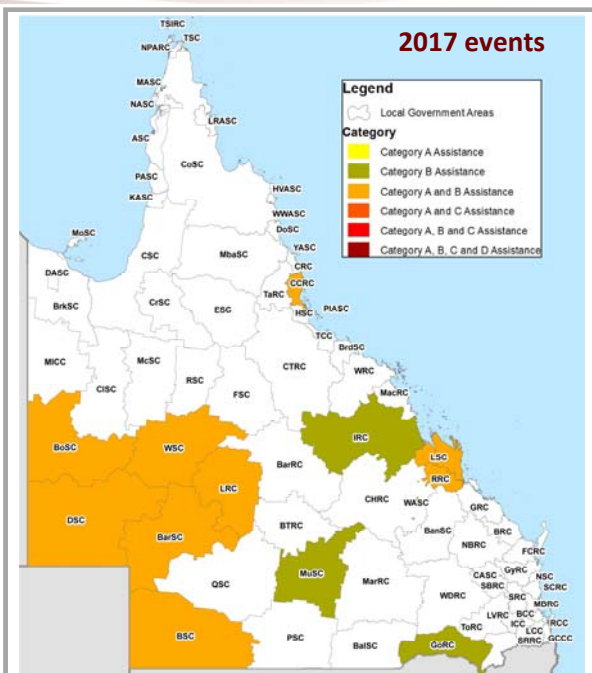 2017 events
Legend
Local Government Areas
Category
Category A Assistance
Category B Assistance
Category A and B Assistance
Category A and C Assistance
Category A, B and C Assistance
Category A, B, C and D Assistance
TSIRC
TSC
NPARC
MASC
NASC
LRASC
ASC
CoSC
PASC
KASC
HVASC
WWASC
DoSC
MoSC
YASC
CSC
MbaSC
CRC
DASC
CCRC
TaRC
BrkSC
CrSC
ESC
HSC
PIASC
TCC
BrdSC
MICC
McSC
CTRC
WRC
ClSC
RSC
FSC
MacRC
IRC
BoSC
WSC
LSC
BarRC
RRC
LRC
CHRC
WASC
GRC
DSC
BarSC
BTRC
BanSC
BRC
NBRC
FCRC
MuSC
GyRC
QSC
MarRC
CASC
NSC
SBRC
SCRC
WDRC
SRC
MDRC
LVRC
BCC
ICC
IRCC
ToRC
LCC
BSC
PSC
BalSC
GoRC
SRRC
GCCC